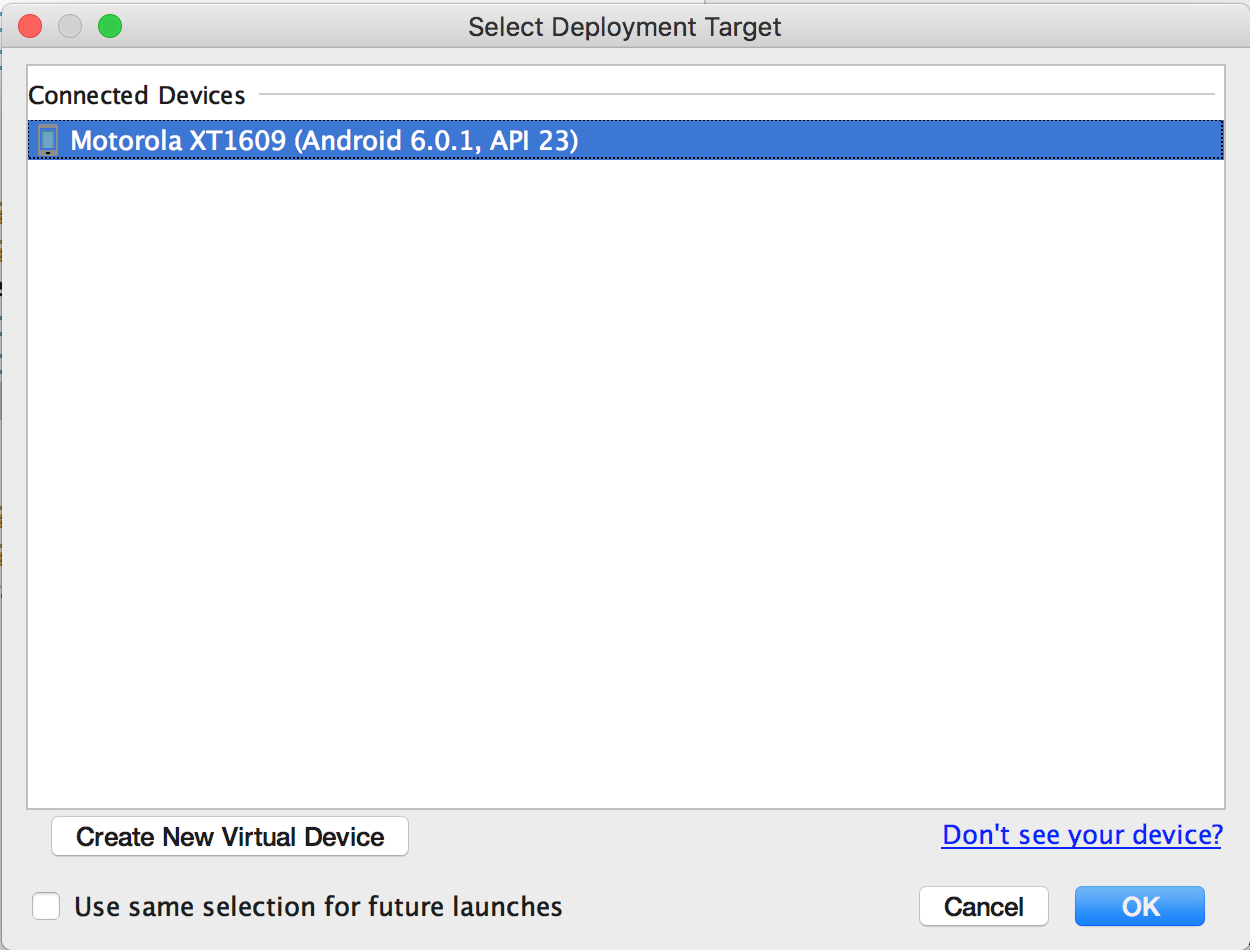 Select Deployment Target
Connected Devices
Motorola XT1609 (Android 6.0.1, API 23)
Create New Virtual Device
Don't see your device?
Use same selection for future launches
Cancel
OK